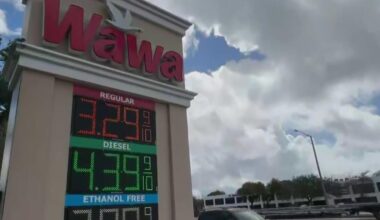 Wawa
REGULAR
3.29 9/10
DIESEL
4.39 9/10
ETHANOL FREE